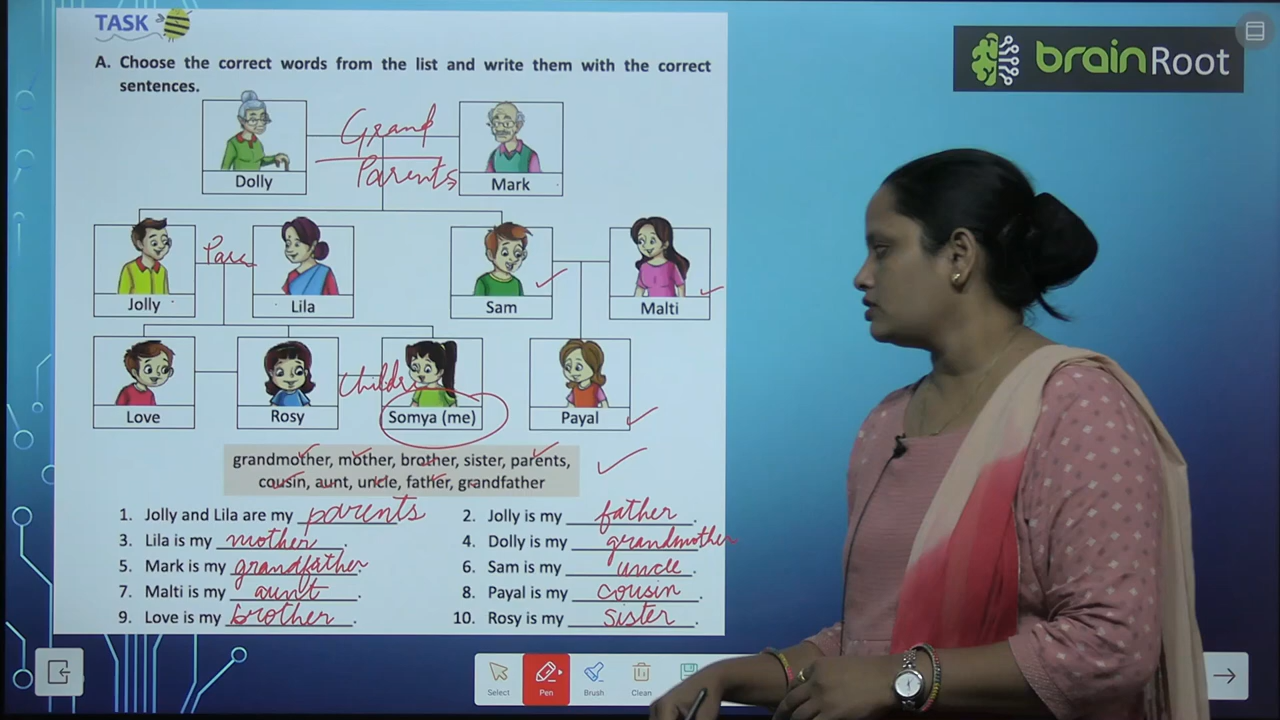 TASK
brainRoot
A. Choose the correct words from the list and write them with the correct
sentences.
Grand
Parents
Dolly
Mark
Jolly
Lila
Sam
Malti
Love
Rosy
Childre
Somya (me)
Payal
grandmother, mother, brother, sister, parents,
cousin, aunt, uncle, father, grandfather
1. Jolly and Lila are my parents
2. Jolly is my father.
3. Lila is my mother.
4. Dolly is my grandmother.
5. Mark is my grandfather.
6. Sam is my uncle.
7. Malti is my aunt.
8. Payal is my cousin.
9. Love is my brother.
10. Rosy is my sister.
Select
Pen
Brush
Clean